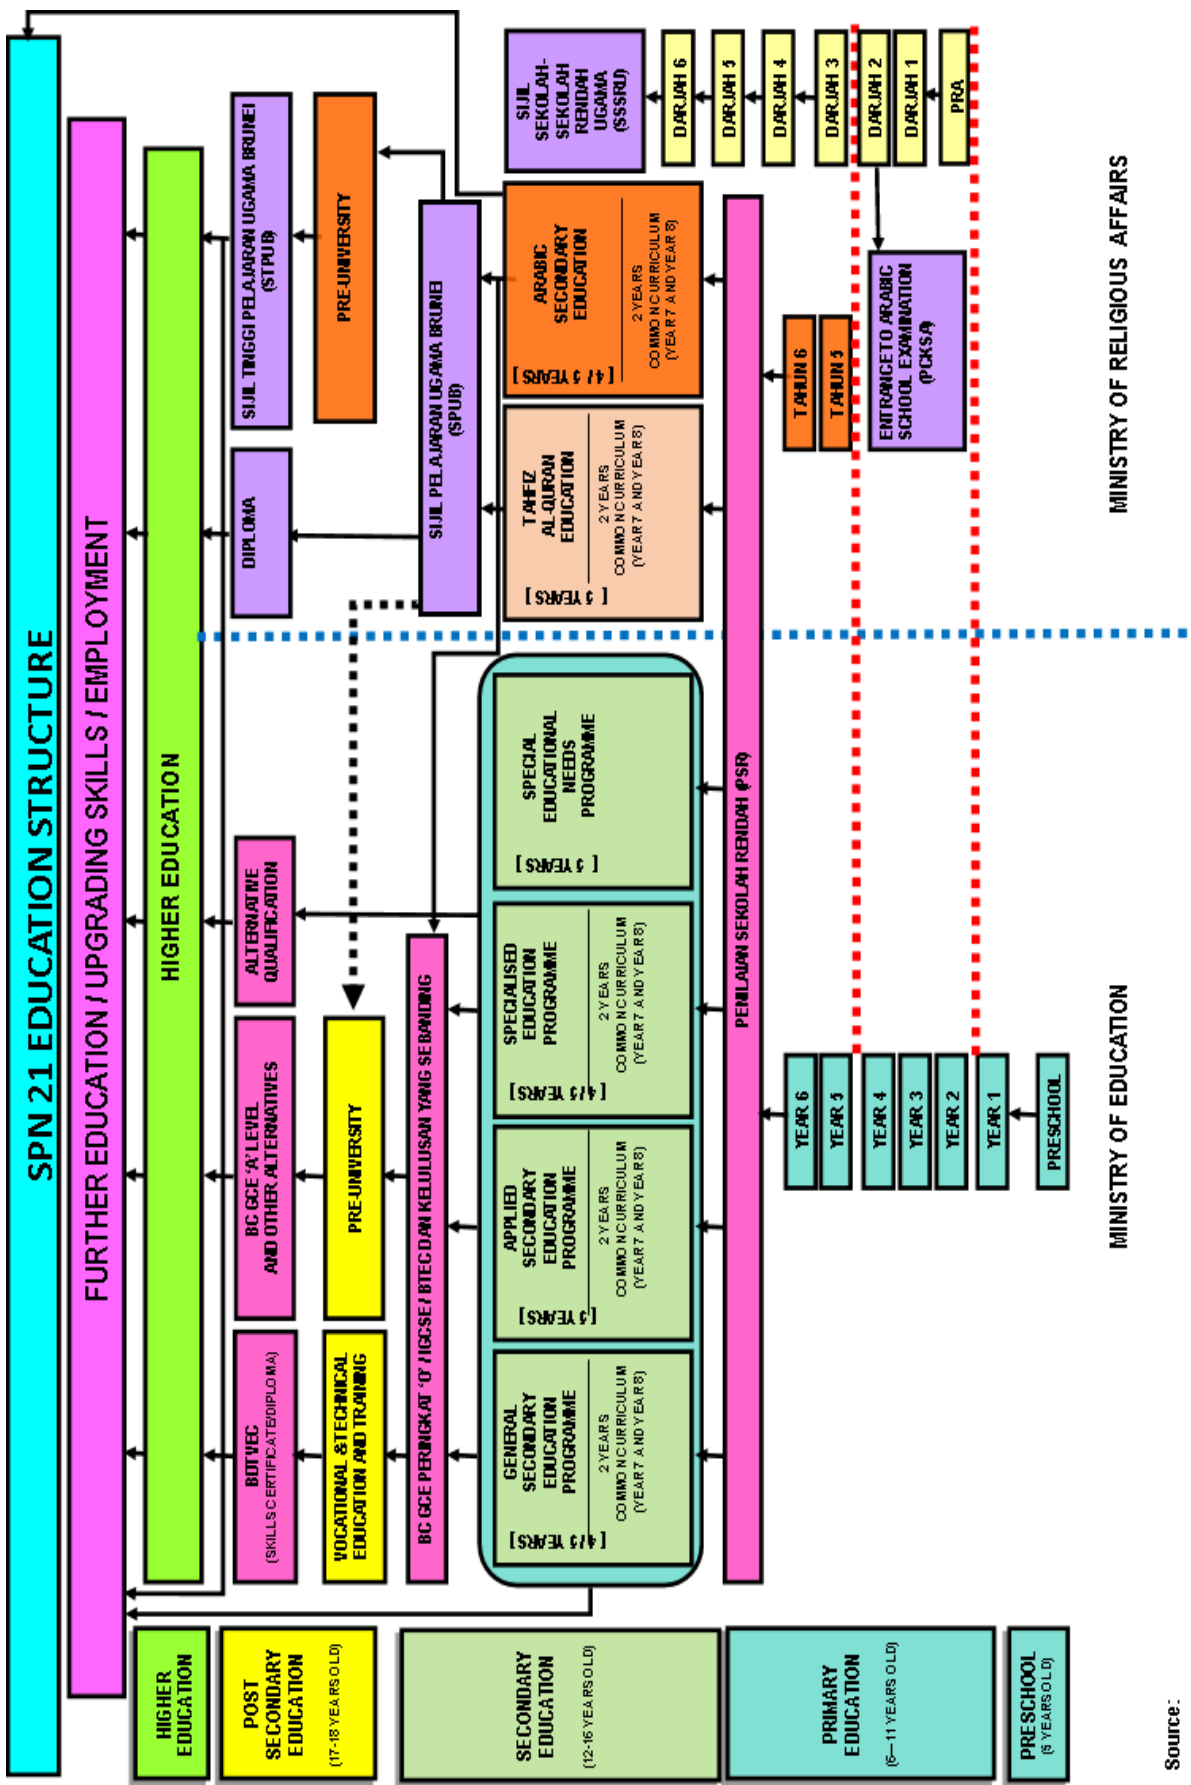 SPN 21 EDUCATION STRUCTURE
FURTHER EDUCATION / UPGRADING SKILLS / EMPLOYMENT
HIGHER
EDUCATION
HIGHER EDUCATION
POST
SECONDARY
EDUCATION
(17-18 YEARS OLD)
BDTVEC
(SKILLS CERTIFICATE/DIPLOMA)
BC GCE 'A' LEVEL
AND OTHER ALTERNATIVES
ALTERNATIVE
QUALIFICATION
DIPLOMA
SIJIL TINGGI PELAJARAN UGAMA BRUNEI
(STPUB)
VOCATIONAL & TECHNICAL
EDUCATION AND TRAINING
PRE-UNIVERSITY
PRE-UNIVERSITY
SECONDARY
EDUCATION
(12-16 YEARS OLD)
BC GCE PERINGKAT 'O' / IGCSE / BTEC DAN KELULUSAN YANG SEBANDING
SIJIL PELAJARAN UGAMA BRUNEI
(SPUB)
GENERAL
SECONDARY
EDUCATION
PROGRAMME
[ 4/5 YEARS ]
2 YEARS
COMMON CURRICULUM
(YEAR 7 AND YEAR 8)
APPLIED
SECONDARY
EDUCATION
PROGRAMME
[ 5 YEARS ]
2 YEARS
COMMON CURRICULUM
(YEAR 7 AND YEAR 8)
SPECIALISED
EDUCATION
PROGRAMME
[ 4/5 YEARS ]
2 YEARS
COMMON CURRICULUM
(YEAR 7 AND YEAR 8)
SPECIAL
EDUCATIONAL
NEEDS
PROGRAMME
[ 5 YEARS ]
TAHFIZ
AL-QURAN
EDUCATION
[ 5 YEARS ]
2 YEARS
COMMON CURRICULUM
(YEAR 7 AND YEAR 8)
ARABIC
SECONDARY
EDUCATION
[ 4 / 5 YEARS ]
2 YEARS
COMMON CURRICULUM
(YEAR 7 AND YEAR 8)
SIJIL
SEKOLAH-
SEKOLAH
RENDAH
UGAMA
(SSSRU)
PRIMARY
EDUCATION
(6—11 YEARS OLD)
PENILAIAN SEKOLAH RENDAH (PSR)
YEAR 6
YEAR 5
YEAR 4
YEAR 3
YEAR 2
YEAR 1
TAHUN 6
TAHUN 5
ENTRANCE TO ARABIC
SCHOOL EXAMINATION
(PCKSA)
DARJAH 6
DARJAH 5
DARJAH 4
DARJAH 3
DARJAH 2
DARJAH 1
PRA
PRESCHOOL
(5 YEARS OLD)
PRESCHOOL
MINISTRY OF EDUCATION
MINISTRY OF RELIGIOUS AFFAIRS
Source: